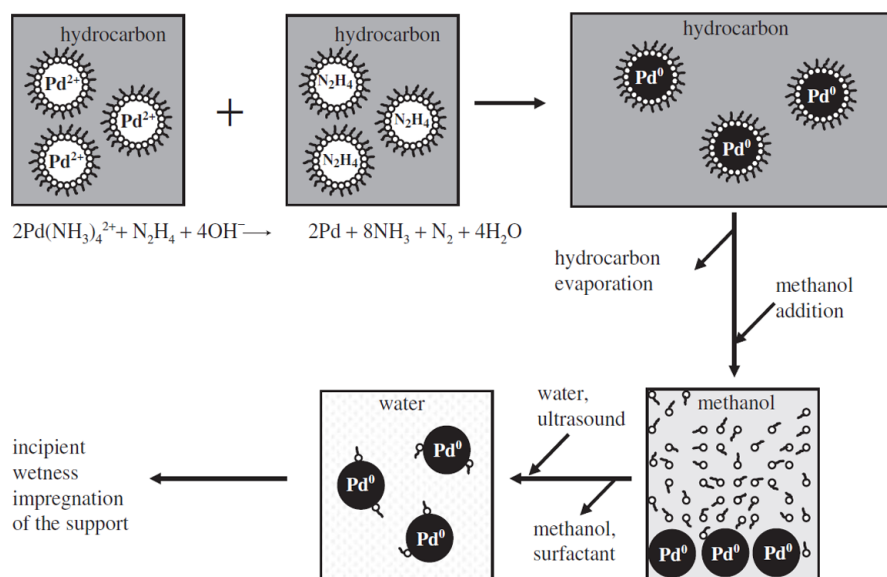 hydrocarbon
Pd²⁺
Pd²⁺
Pd²⁺
+
hydrocarbon
N₂H₄
N₂H₄
N₂H₄
hydrocarbon
Pd⁰
Pd⁰
Pd⁰
2Pd(NH₃)₄²⁺ + N₂H₄ + 4OH⁻ ⟶ 2Pd + 8NH₃ + N₂ + 4H₂O
hydrocarbon
evaporation
methanol
addition
methanol
Pd⁰ Pd⁰ Pd⁰
water,
ultrasound
methanol,
surfactant
water
Pd⁰
Pd⁰
Pd⁰
incipient
wetness
impregnation
of the support